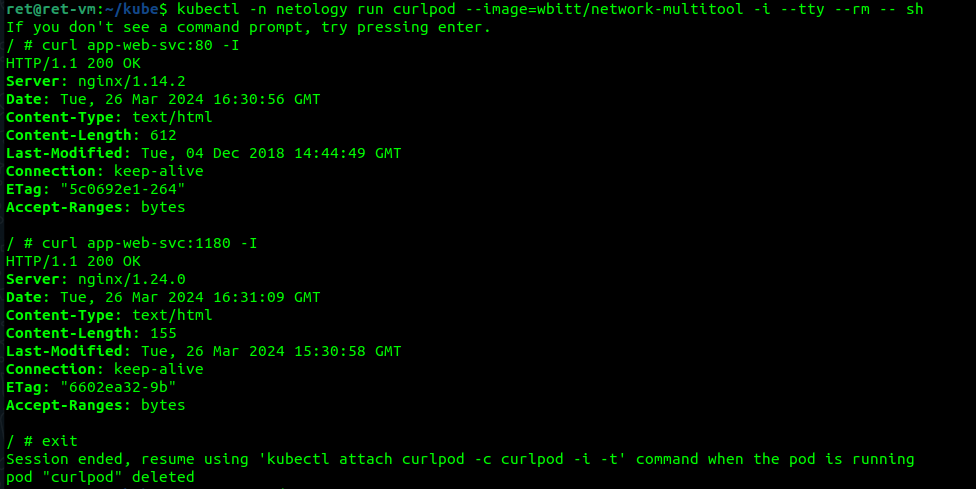 ret@ret-vm:~/kube$ kubectl -n netology run curlpod --image=wbitt/network-multitool -i --tty --rm -- sh
If you don't see a command prompt, try pressing enter.
/ # curl app-web-svc:80 -I
HTTP/1.1 200 OK
Server: nginx/1.14.2
Date: Tue, 26 Mar 2024 16:30:56 GMT
Content-Type: text/html
Content-Length: 612
Last-Modified: Tue, 04 Dec 2018 14:44:49 GMT
Connection: keep-alive
ETag: "5c0692e1-264"
Accept-Ranges: bytes

/ # curl app-web-svc:1180 -I
HTTP/1.1 200 OK
Server: nginx/1.24.0
Date: Tue, 26 Mar 2024 16:31:09 GMT
Content-Type: text/html
Content-Length: 155
Last-Modified: Tue, 26 Mar 2024 15:30:58 GMT
Connection: keep-alive
ETag: "6602ea32-9b"
Accept-Ranges: bytes

/ # exit
Session ended, resume using 'kubectl attach curlpod -c curlpod -i -t' command when the pod is running
pod "curlpod" deleted